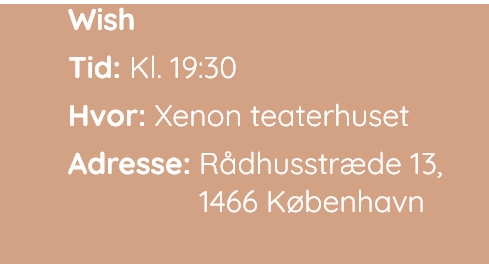 Wish
Tid: Kl. 19:30
Hvor: Xenon teaterhuset
Adresse: Rådhusstræde 13,
1466 København